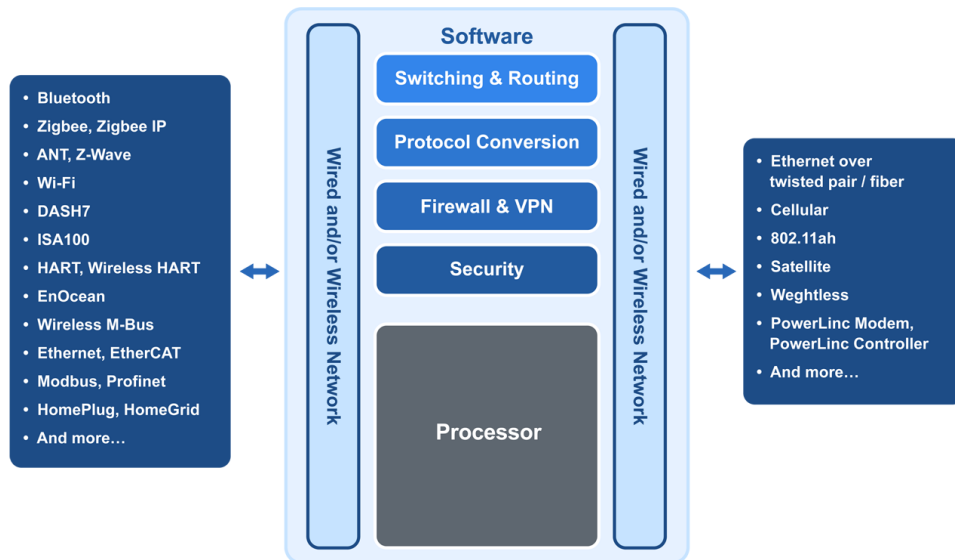 • Bluetooth
• Zigbee, Zigbee IP
• ANT, Z-Wave
• Wi-Fi
• DASH7
• ISA100
• HART, Wireless HART
• EnOcean
• Wireless M-Bus
• Ethernet, EtherCAT
• Modbus, Profinet
• HomePlug, HomeGrid
• And more…
Wired and/or Wireless Network
Software
Switching & Routing
Protocol Conversion
Firewall & VPN
Security
Processor
Wired and/or Wireless Network
• Ethernet over
twisted pair / fiber
• Cellular
• 802.11ah
• Satellite
• Weghtless
• PowerLinc Modem,
PowerLinc Controller
• And more…